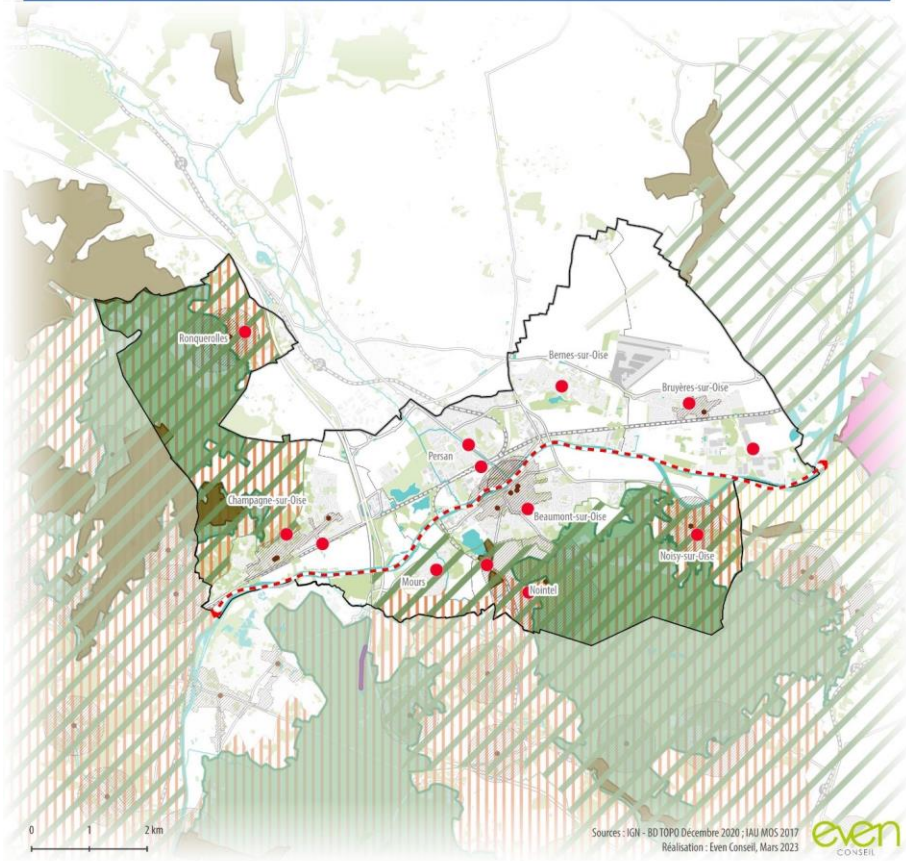 Ronquerolles
Bernes-sur-Oise
Bruyères-sur-Oise
Persan
Champagne-sur-Oise
Beaumont-sur-Oise
Noisy-sur-Oise
Mours
Nointel
0 1 2 km
Sources : IGN - BD TOPO Décembre 2020 ; IAU MOS 2017
Réalisation : Even Conseil, Mars 2023
even
CONSEIL